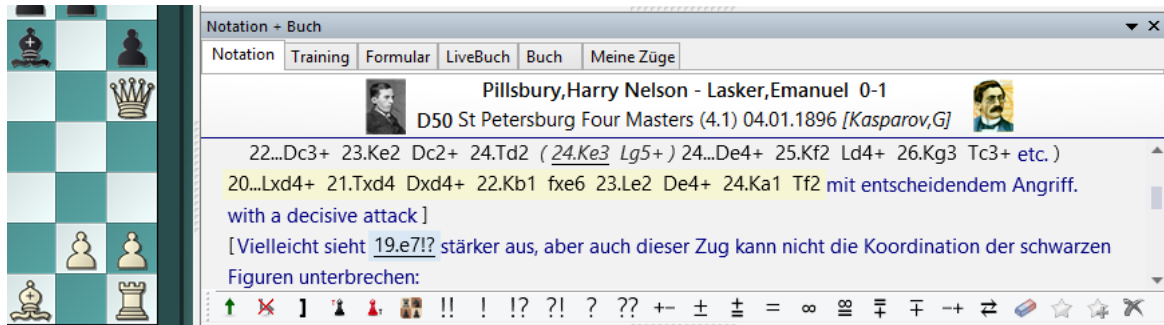 Notation + Buch
Notation Training Formular LiveBuch Buch Meine Züge
Pillsbury,Harry Nelson - Lasker,Emanuel 0-1
D50 St Petersburg Four Masters (4.1) 04.01.1896 [Kasparov,G]
22...Dc3+ 23.Ke2 Dc2+ 24.Td2 ( 24.Ke3 Lg5+ ) 24...De4+ 25.Kf2 Ld4+ 26.Kg3 Tc3+ etc. )
20...Lxd4+ 21.Txd4 Dxd4+ 22.Kb1 fxe6 23.Le2 De4+ 24.Ka1 Tf2 mit entscheidendem Angriff.
with a decisive attack ]
[ Vielleicht sieht 19.e7!? stärker aus, aber auch dieser Zug kann nicht die Koordination der schwarzen
Figuren unterbrechen:
] !! ! !? ?! ? ?? +- ± ⩲ = ∞ ⯹ ⩱ ∓ -+ ⇄